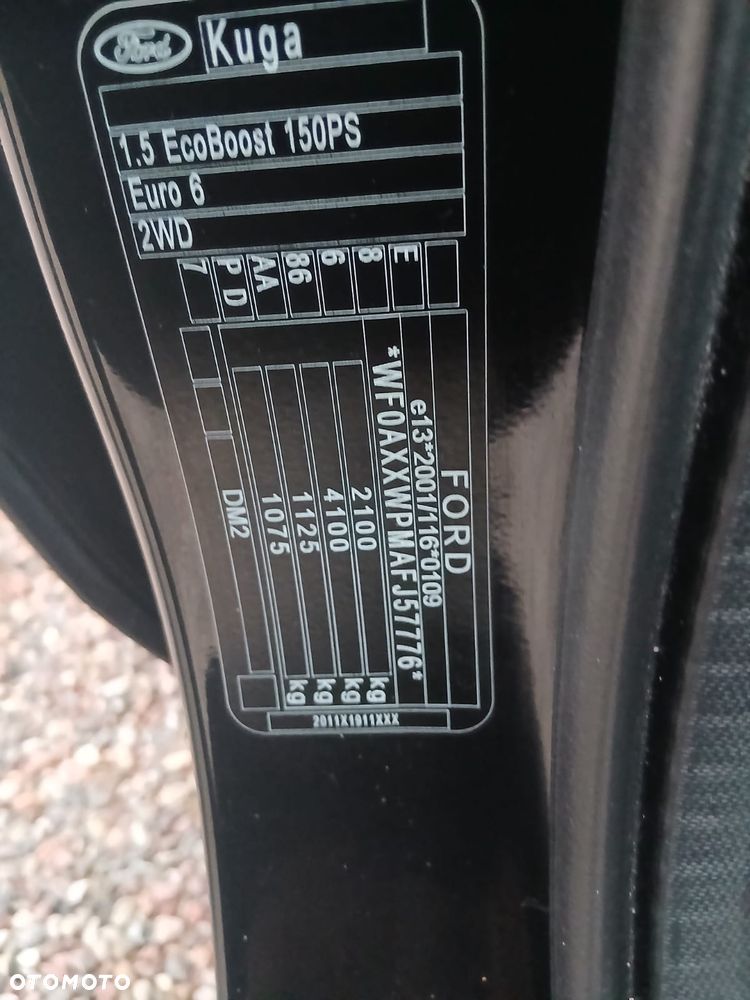 Ford
Kuga
1.5 EcoBoost 150PS
Euro 6
2WD
E
8
6
86
AA
P D
7
FORD
e13*2001/116*0109
*WF0AXXWPMAFJ57776*
2100 kg
4100 kg
1125 kg
1075 kg
DM2
2011X1911XXX
OTOMOTO